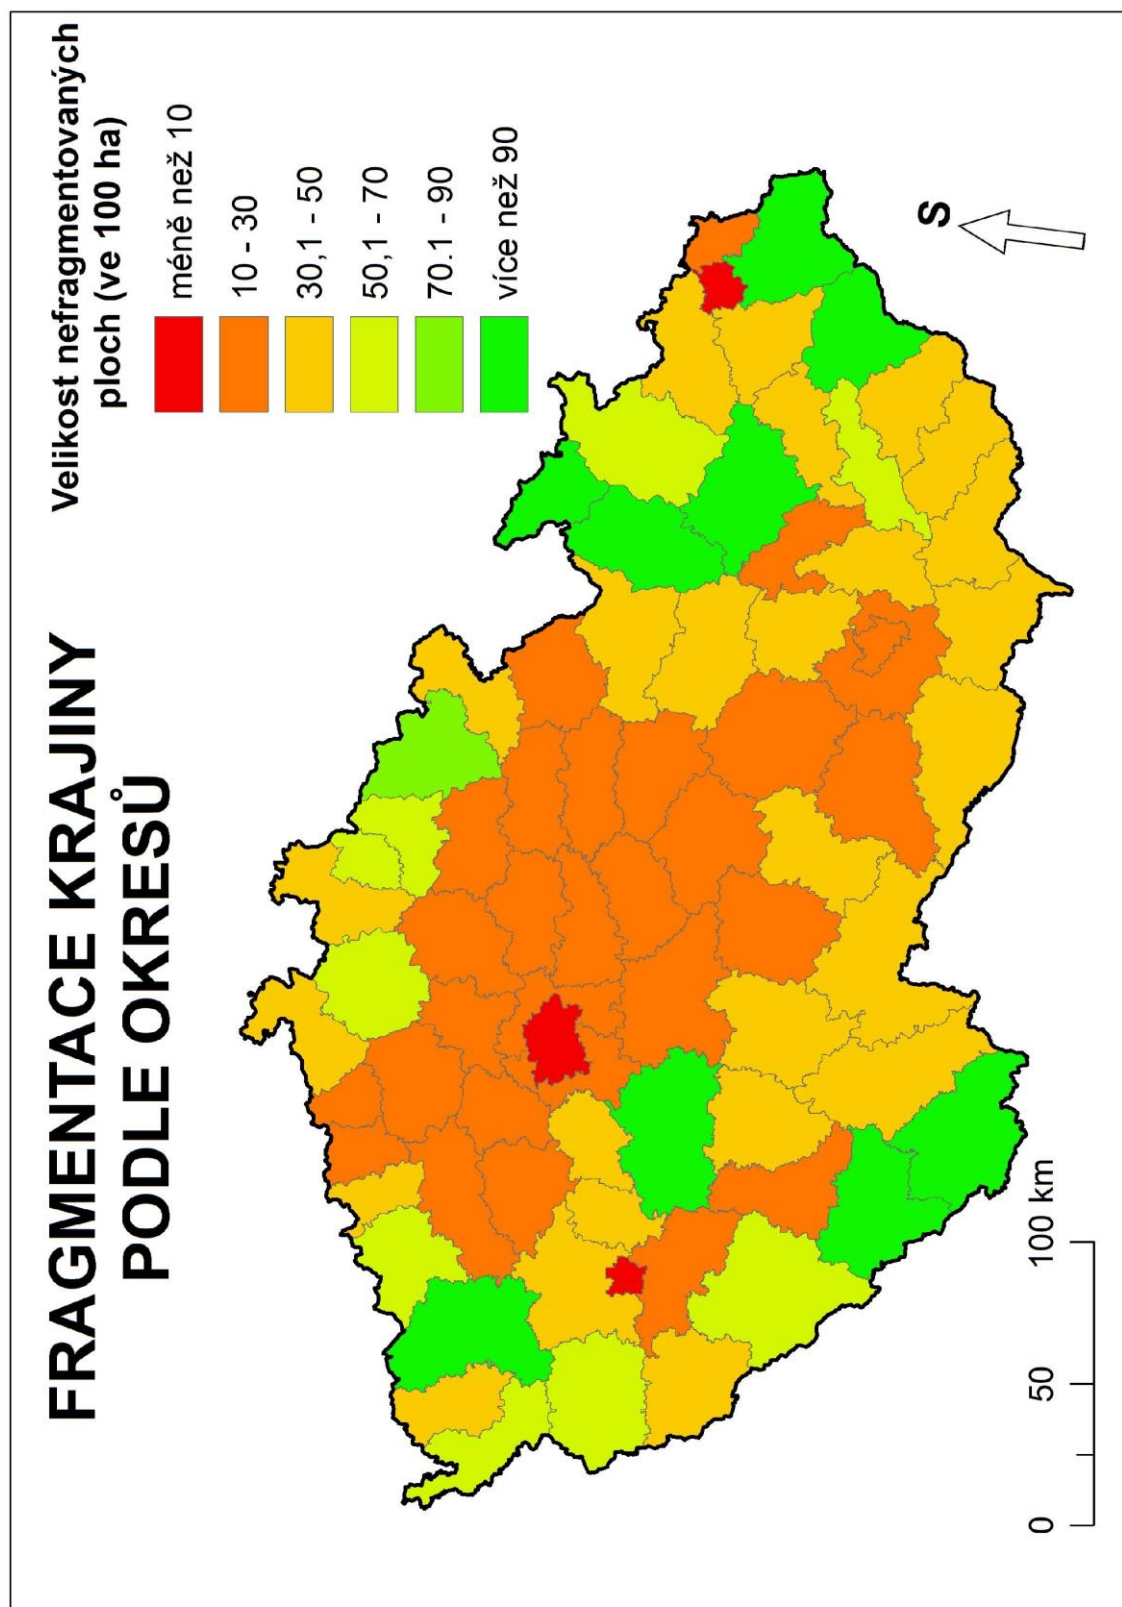 FRAGMENTACE KRAJINY
PODLE OKRESŮ
Velikost nefragmentovaných
ploch (ve 100 ha)
méně než 10
10 - 30
30,1 - 50
50,1 - 70
70.1 - 90
více než 90
S
0 50 100 km